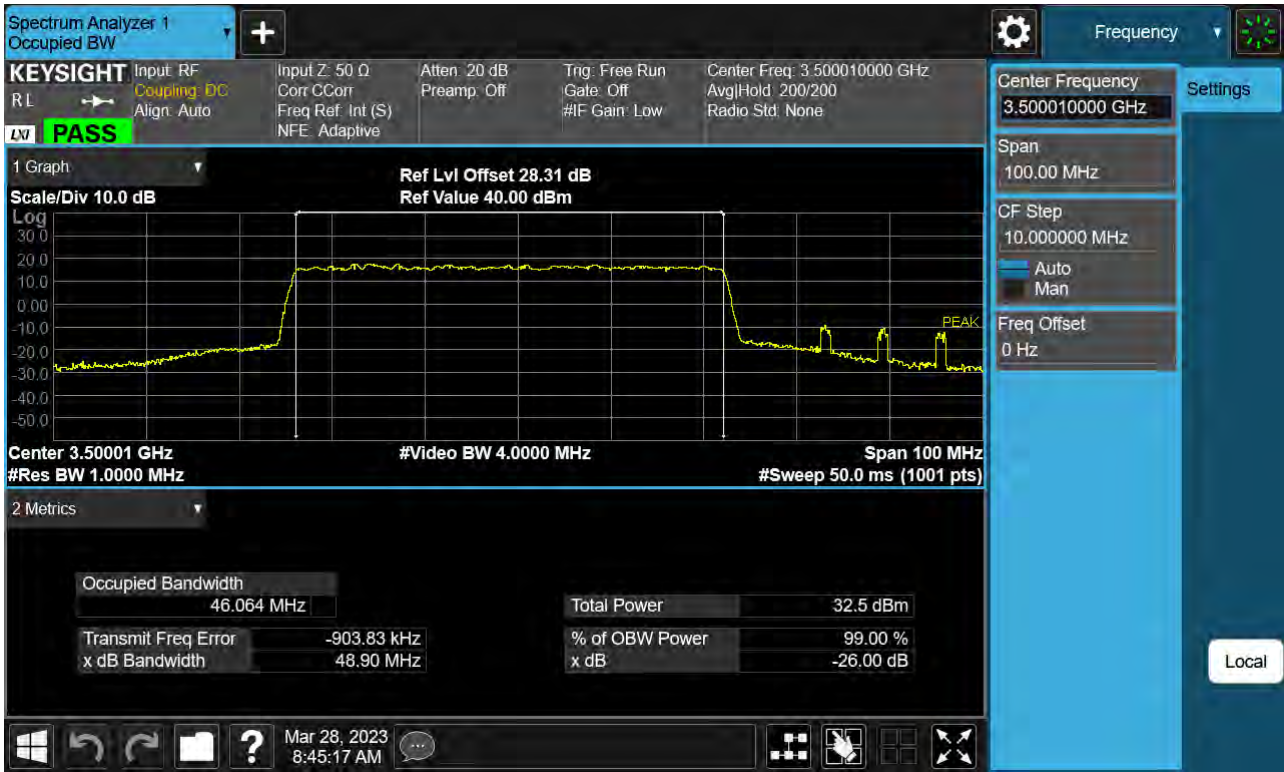 Spectrum Analyzer 1
Occupied BW
+
Frequency
KEYSIGHT
R L
LXI
PASS
Input: RF
Coupling: DC
Align: Auto
Input Z: 50 Ω
Corr CCorr
Freq Ref: Int (S)
NFE: Adaptive
Atten: 20 dB
Preamp: Off
Trig: Free Run
Gate: Off
#IF Gain: Low
Center Freq: 3.500010000 GHz
Avg|Hold: 200/200
Radio Std: None
Center Frequency
3.500010000 GHz
Settings
Span
100.00 MHz
CF Step
10.000000 MHz
Auto
Man
Freq Offset
0 Hz
1 Graph
Scale/Div 10.0 dB
Ref Lvl Offset 28.31 dB
Ref Value 40.00 dBm
Log
30.0
20.0
10.0
0.00
-10.0
-20.0
-30.0
-40.0
-50.0
PEAK
Center 3.50001 GHz
#Video BW 4.0000 MHz
Span 100 MHz
#Res BW 1.0000 MHz
#Sweep 50.0 ms (1001 pts)
2 Metrics
Occupied Bandwidth
46.064 MHz
Total Power 32.5 dBm
Transmit Freq Error -903.83 kHz
% of OBW Power 99.00 %
x dB Bandwidth 48.90 MHz
x dB -26.00 dB
Local
?
Mar 28, 2023
8:45:17 AM